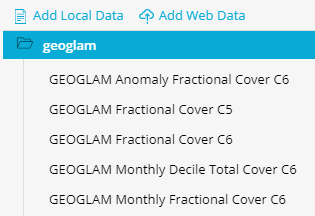 Add Local Data Add Web Data
geoglam
GEOGLAM Anomaly Fractional Cover C6
GEOGLAM Fractional Cover C5
GEOGLAM Fractional Cover C6
GEOGLAM Monthly Decile Total Cover C6
GEOGLAM Monthly Fractional Cover C6